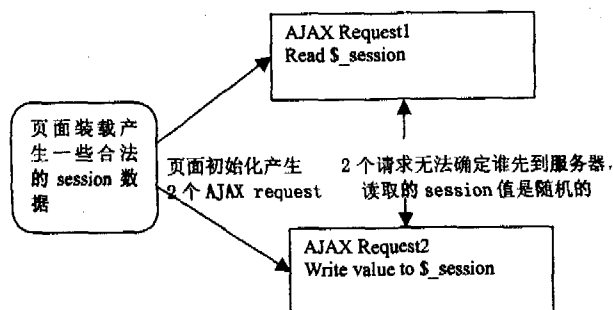 AJAX Request1
Read $_session
页面装载产
生一些合法
的 session 数
据
页面初始化产生
2 个 AJAX request
2 个请求无法确定谁先到服务器，
读取的 session 值是随机的
AJAX Request2
Write value to $_session